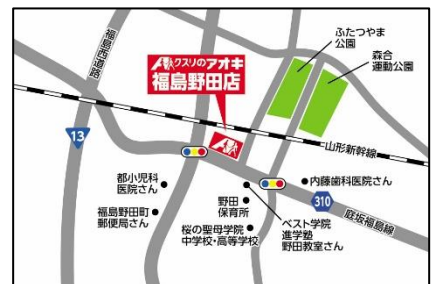 ふたつやま
公園
森合
運動公園
福島西道路
クスリのアオキ
福島野田店
山形新幹線
13
都小児科
医院さん
内藤歯科医院さん
野田
保育所
310
福島野田町
郵便局さん
ベスト学院
進学塾
野田教室さん
庭坂福島線
桜の聖母学院
中学校・高等学校